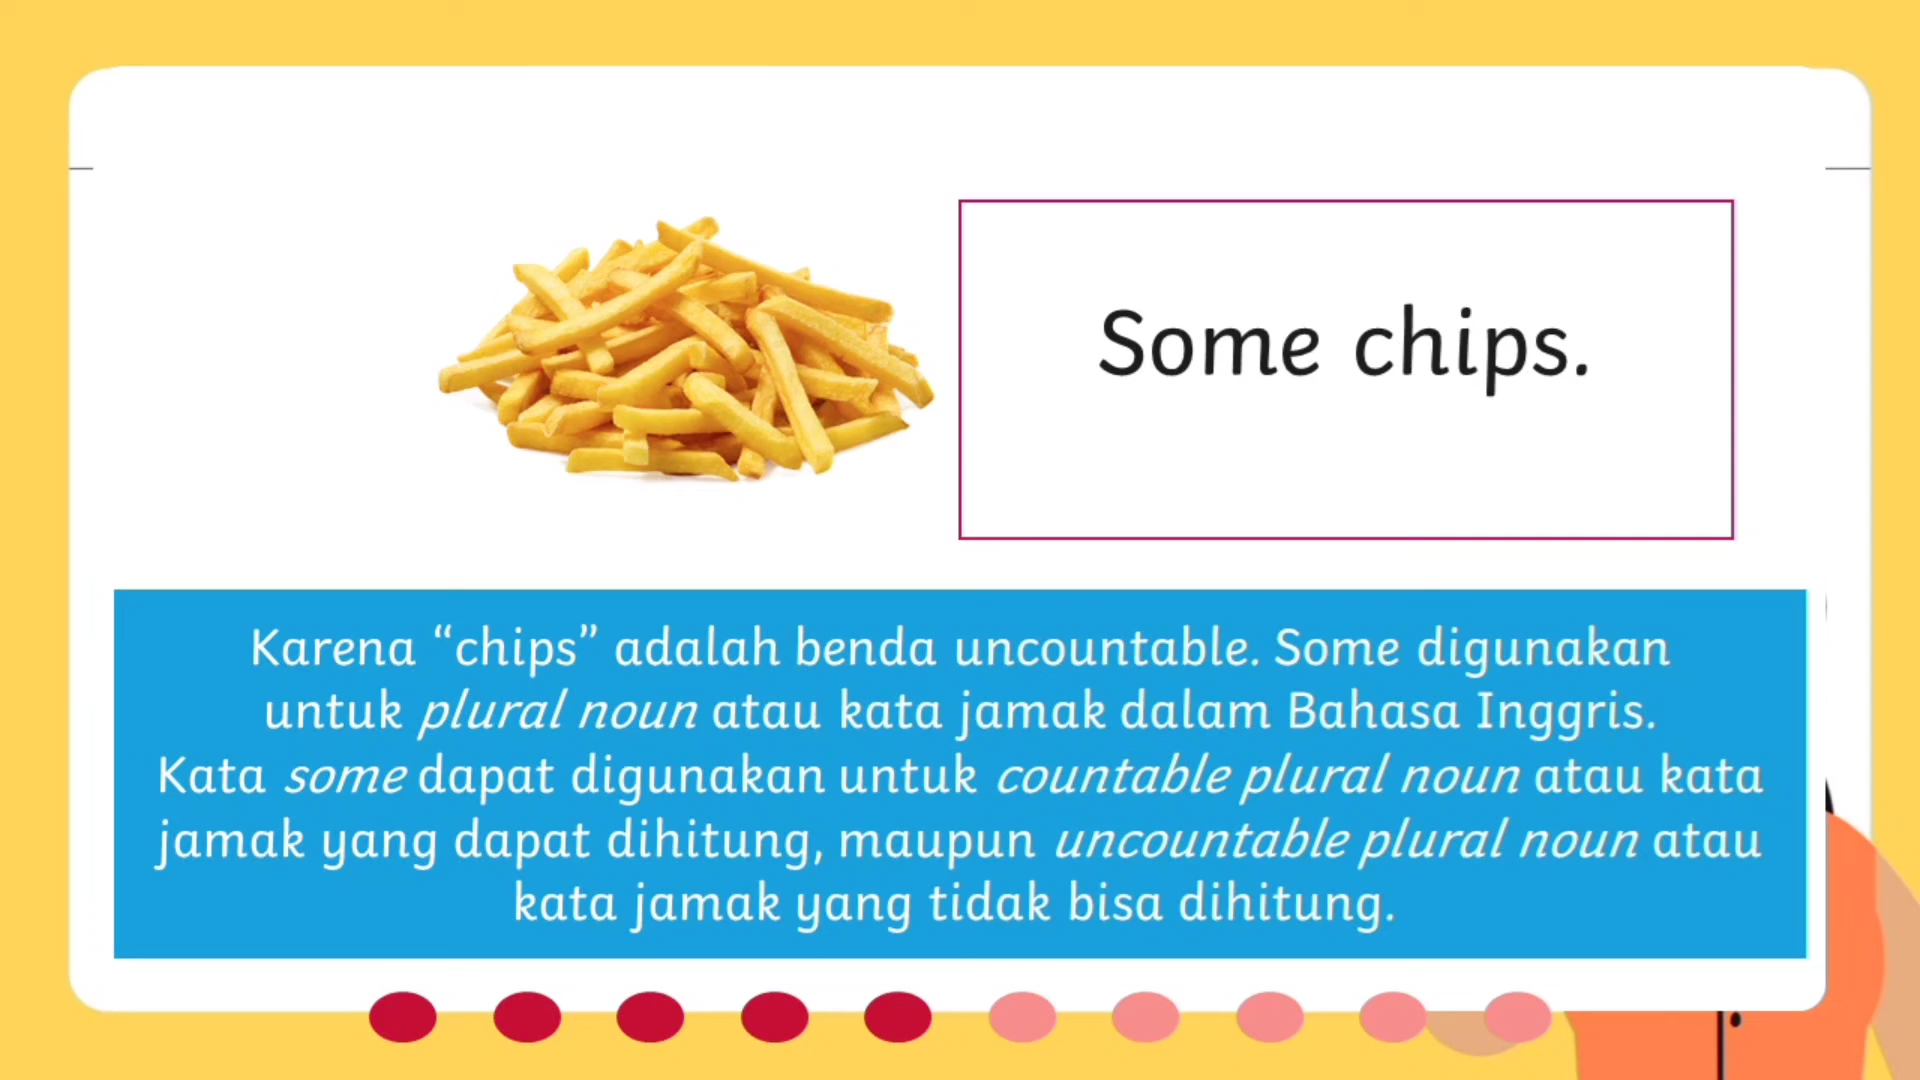 Some chips.
Karena “chips” adalah benda uncountable. Some digunakan
untuk plural noun atau kata jamak dalam Bahasa Inggris.
Kata some dapat digunakan untuk countable plural noun atau kata
jamak yang dapat dihitung, maupun uncountable plural noun atau
kata jamak yang tidak bisa dihitung.